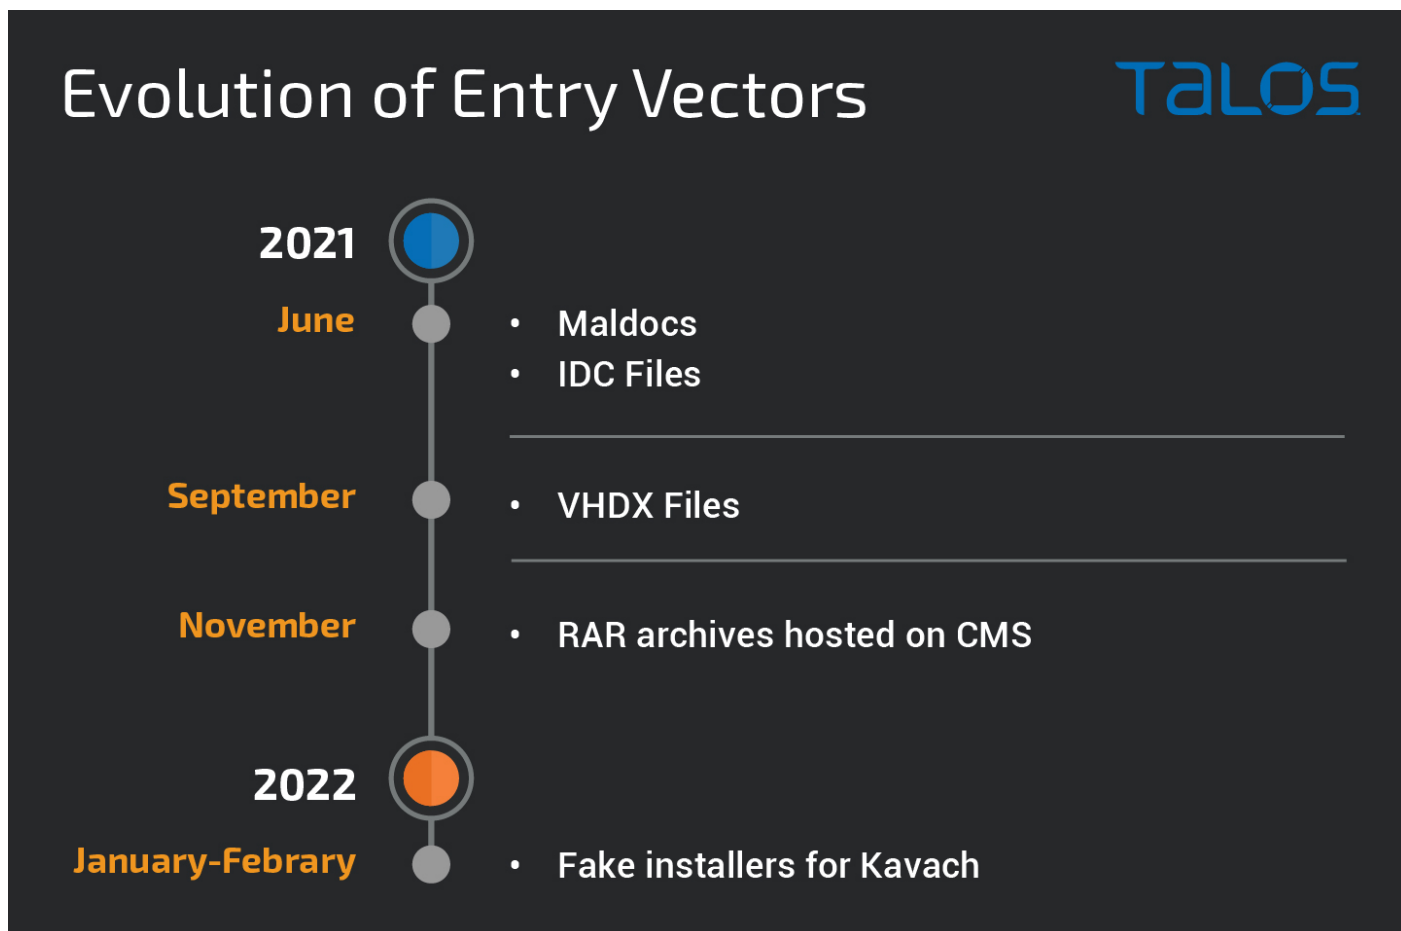 Evolution of Entry Vectors
TALOS
2021
June
• Maldocs
• IDC Files
September
• VHDX Files
November
• RAR archives hosted on CMS
2022
January-Febrary
• Fake installers for Kavach